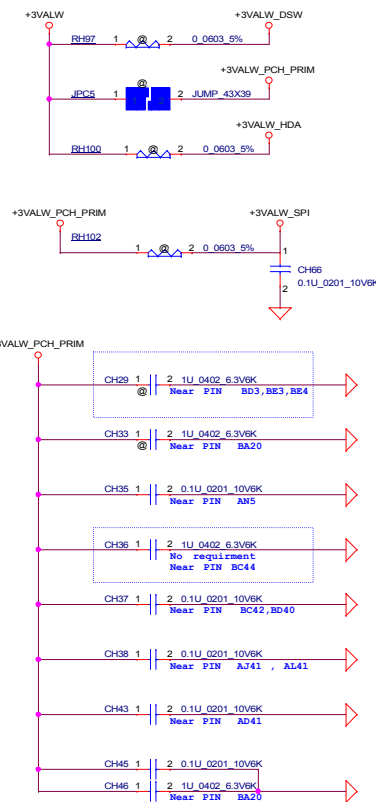 +3VALW +3VALW_DSW
RH97 1 @ 2 0_0603_5%
+3VALW_PCH_PRIM
@
JPC5 1 1 2 2 JUMP_43X39
+3VALW_HDA
RH100 1 @ 2 0_0603_5%
+3VALW_PCH_PRIM +3VALW_SPI
RH102
1 @ 2 0_0603_5%
1
CH66
0.1U_0201_10V6K
2
3VALW_PCH_PRIM
CH29 1 2 1U_0402_6.3V6K
@ Near PIN BD3,BE3,BE4
CH33 1 2 1U_0402_6.3V6K
@ Near PIN BA20
CH35 1 2 0.1U_0201_10V6K
Near PIN AN5
CH36 1 2 1U_0402_6.3V6K
No requirment
Near PIN BC44
CH37 1 2 0.1U_0201_10V6K
Near PIN BC42,BD40
CH38 1 2 0.1U_0201_10V6K
Near PIN AJ41 , AL41
CH43 1 2 0.1U_0201_10V6K
Near PIN AD41
CH45 1 2 0.1U_0201_10V6K
CH46 1 2 1U_0402_6.3V6K
Near PIN BA20